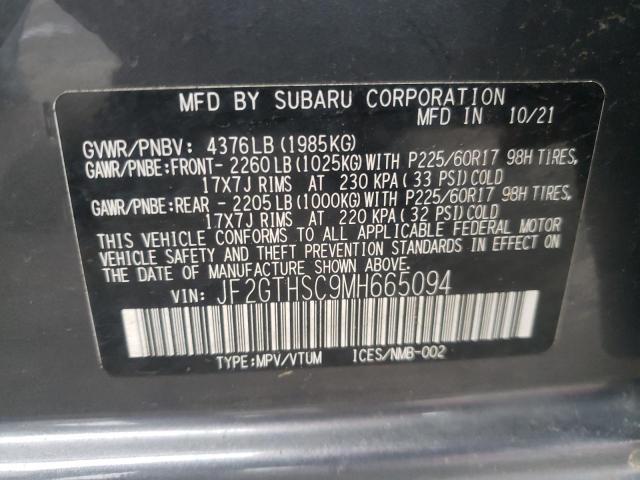 MFD BY SUBARU CORPORATION
MFD IN 10/21
GVWR/PNBV: 4376LB(1985KG)
GAWR/PNBE:FRONT-2260LB(1025KG)WITH P225/60R17 98H TIRES,
17X7J RIMS AT 230 KPA(33 PSI)COLD
GAWR/PNBE:REAR -2205LB(1000KG)WITH P225/60R17 98H TIRES,
17X7J RIMS AT 220 KPA(32 PSI)COLD
THIS VEHICLE CONFORMS TO ALL APPLICABLE FEDERAL MOTOR
VEHICLE SAFETY AND THEFT PREVENTION STANDARDS IN EFFECT ON
THE DATE OF MANUFACTURE SHOWN ABOVE.
VIN: JF2GTHSC9MH665094
TYPE:MPV/VTUM ICES/NMB-002